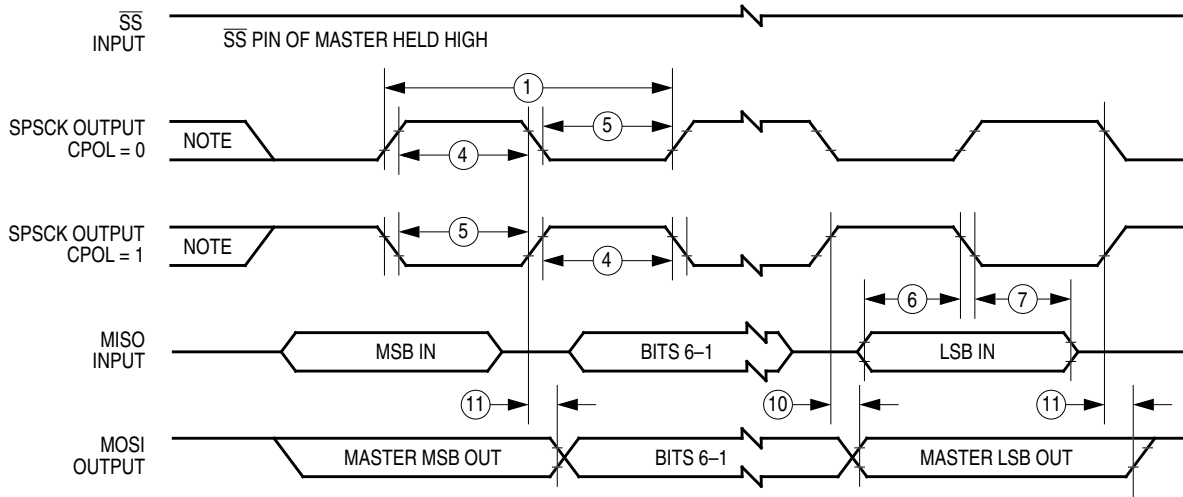 S̅S̅
INPUT
S̅S̅ PIN OF MASTER HELD HIGH
1
SPSCK OUTPUT
CPOL = 0
NOTE
5
4
SPSCK OUTPUT
CPOL = 1
NOTE
5
4
6
7
MISO
INPUT
MSB IN
BITS 6–1
LSB IN
11
10
11
MOSI
OUTPUT
MASTER MSB OUT
BITS 6–1
MASTER LSB OUT